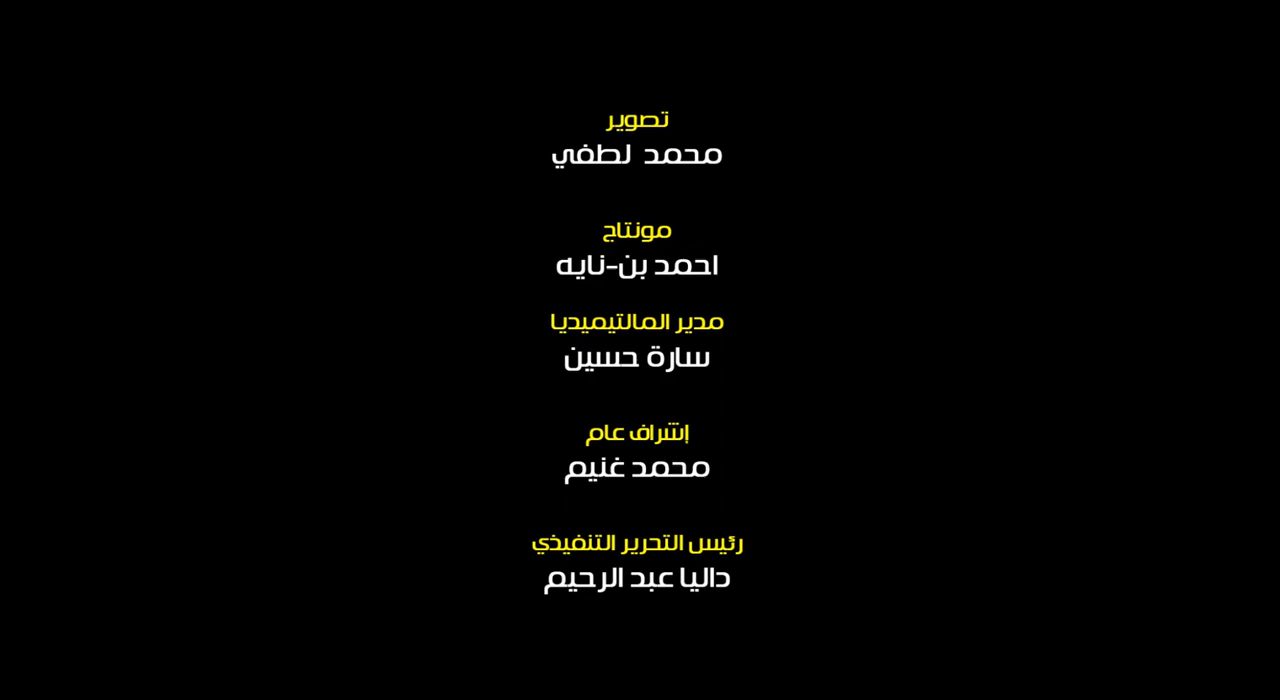 تصوير
محمد لطفي
مونتاج
احمد بن-نايه
مدير المالتيميديا
سارة حسين
إشراف عام
محمد غنيم
رئيس التحرير التنفيذي
داليا عبد الرحيم